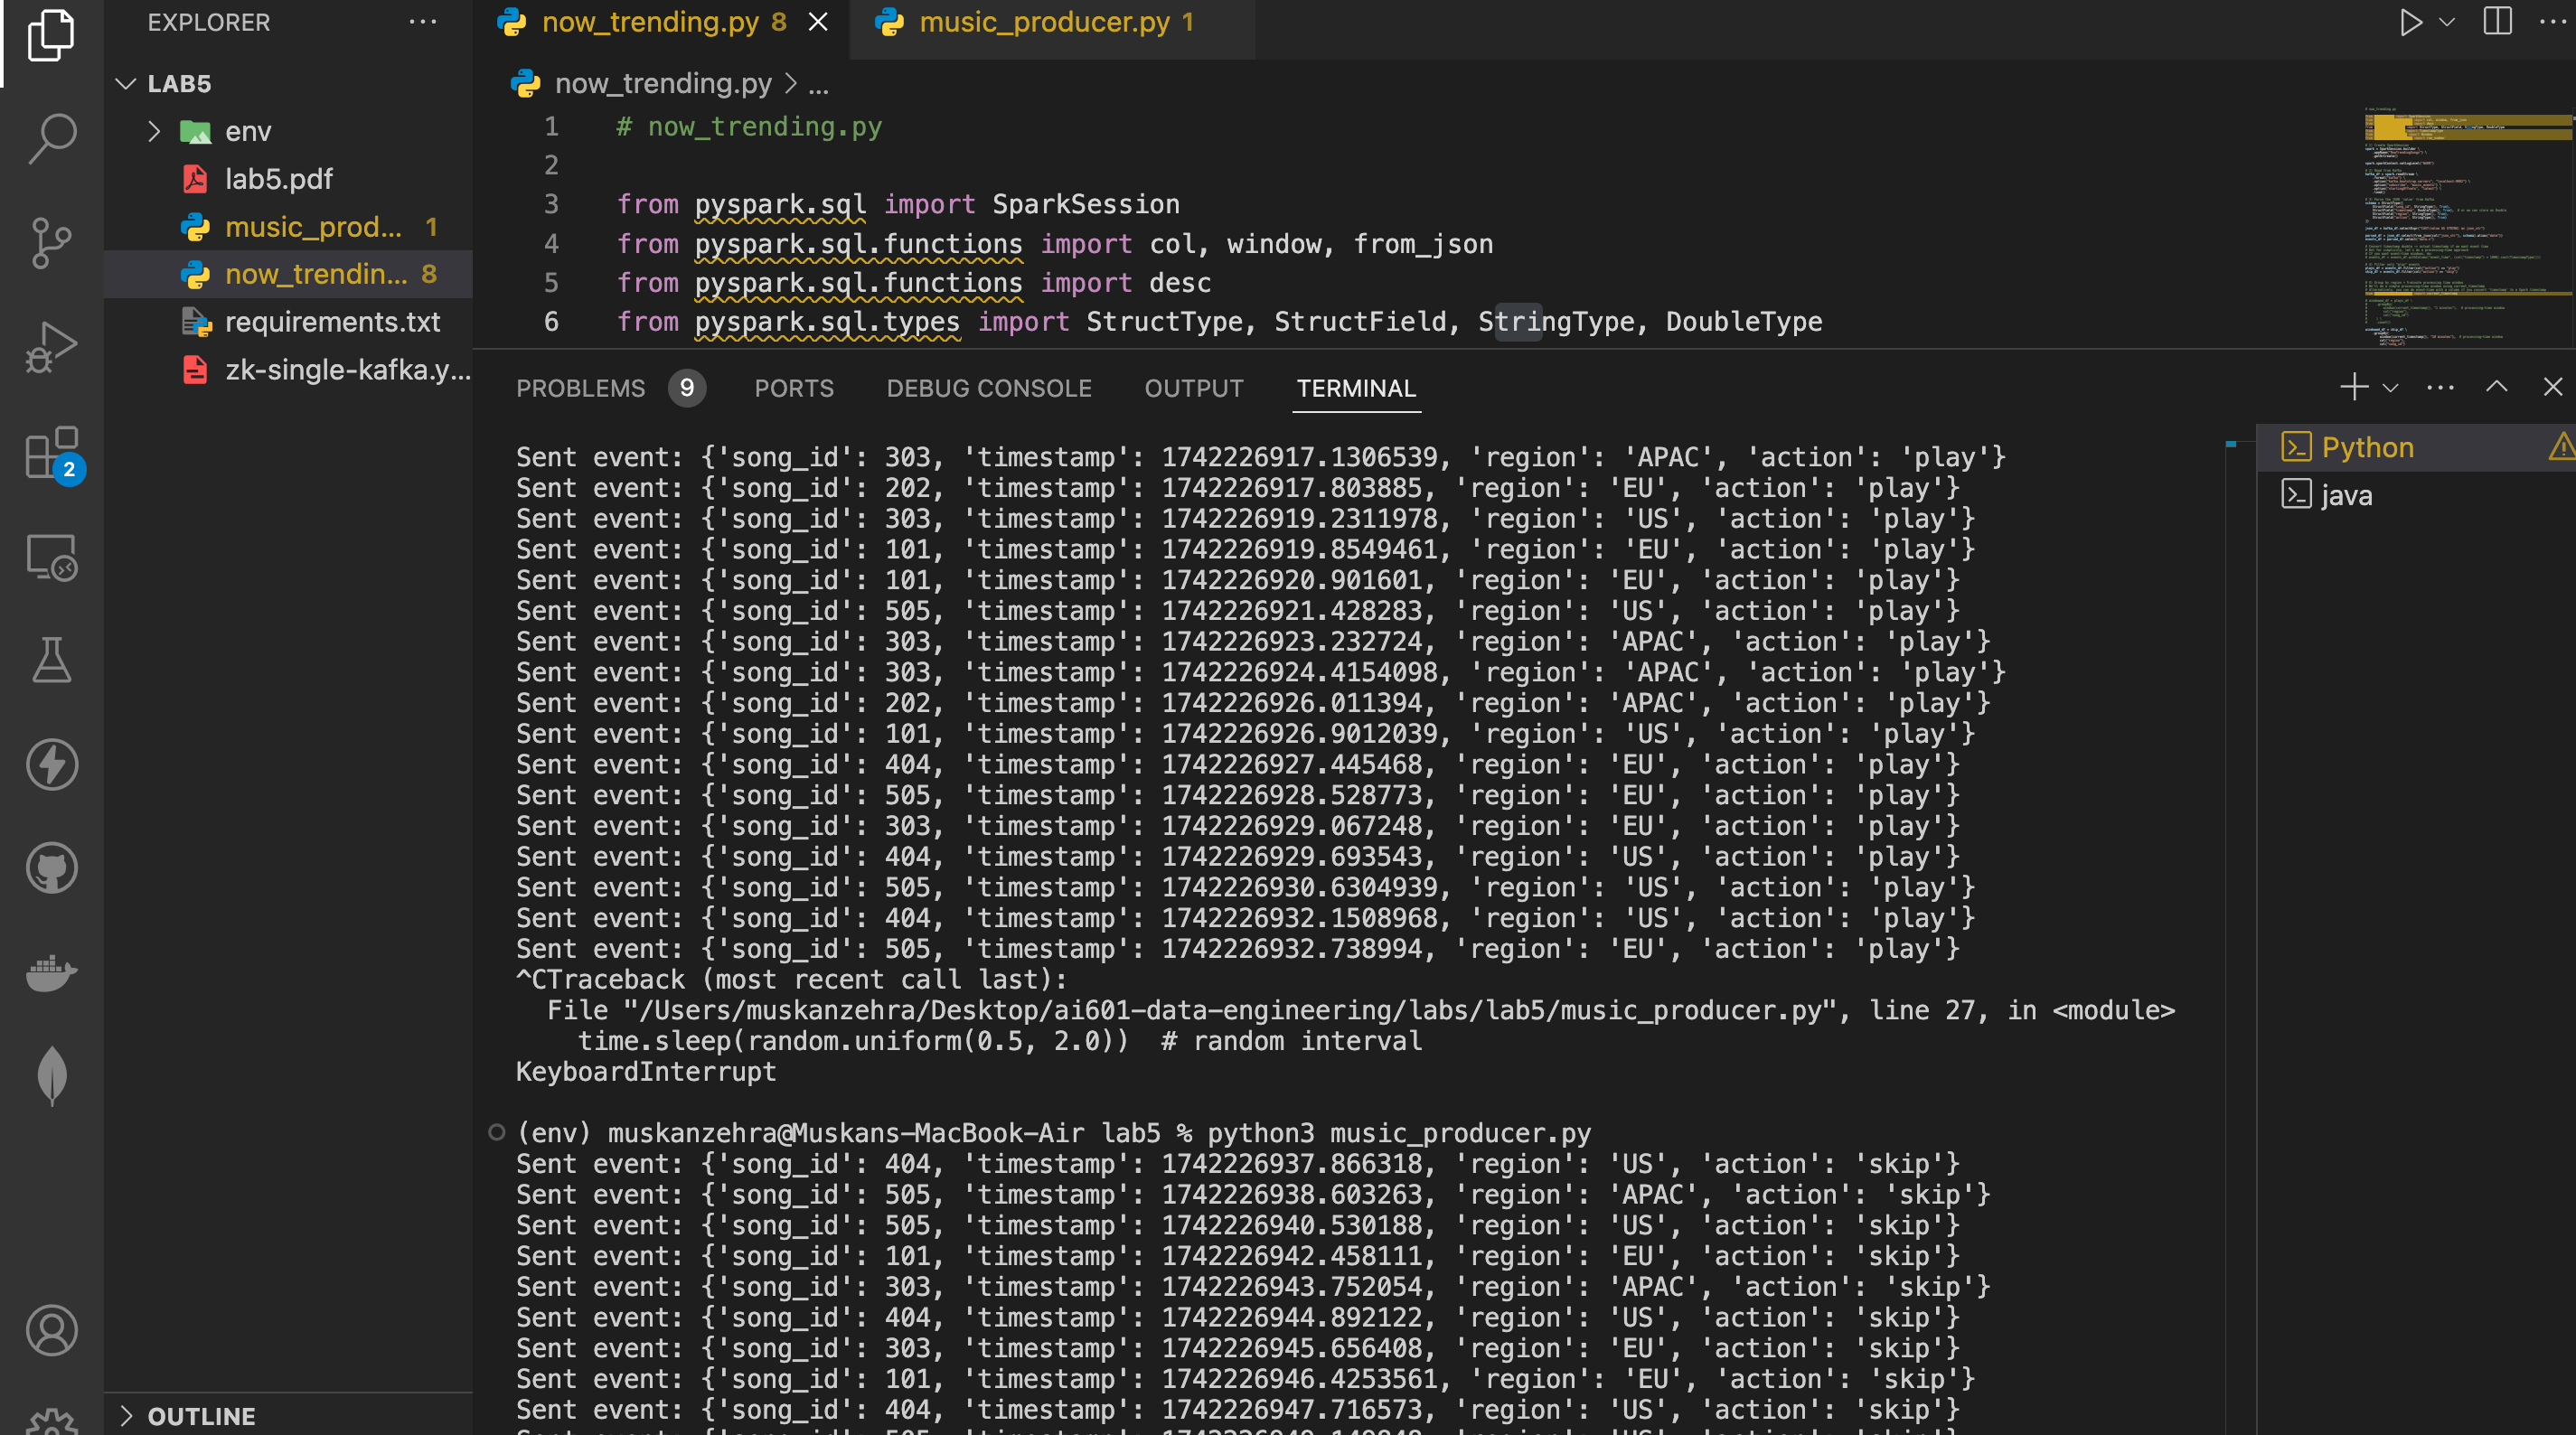 EXPLORER
LAB5
env
lab5.pdf
music_prod... 1
now_trendin... 8
requirements.txt
zk-single-kafka.y...
OUTLINE
2
now_trending.py 8
music_producer.py 1
now_trending.py > ...
1 # now_trending.py
2
3 from pyspark.sql import SparkSession
4 from pyspark.sql.functions import col, window, from_json
5 from pyspark.sql.functions import desc
6 from pyspark.sql.types import StructType, StructField, StringType, DoubleType
PROBLEMS 9 PORTS DEBUG CONSOLE OUTPUT TERMINAL
Python
java
Sent event: {'song_id': 303, 'timestamp': 1742226917.1306539, 'region': 'APAC', 'action': 'play'}
Sent event: {'song_id': 202, 'timestamp': 1742226917.803885, 'region': 'EU', 'action': 'play'}
Sent event: {'song_id': 303, 'timestamp': 1742226919.2311978, 'region': 'US', 'action': 'play'}
Sent event: {'song_id': 101, 'timestamp': 1742226919.8549461, 'region': 'EU', 'action': 'play'}
Sent event: {'song_id': 101, 'timestamp': 1742226920.901601, 'region': 'EU', 'action': 'play'}
Sent event: {'song_id': 505, 'timestamp': 1742226921.428283, 'region': 'US', 'action': 'play'}
Sent event: {'song_id': 303, 'timestamp': 1742226923.232724, 'region': 'APAC', 'action': 'play'}
Sent event: {'song_id': 303, 'timestamp': 1742226924.4154098, 'region': 'APAC', 'action': 'play'}
Sent event: {'song_id': 202, 'timestamp': 1742226926.011394, 'region': 'APAC', 'action': 'play'}
Sent event: {'song_id': 101, 'timestamp': 1742226926.9012039, 'region': 'US', 'action': 'play'}
Sent event: {'song_id': 404, 'timestamp': 1742226927.445468, 'region': 'EU', 'action': 'play'}
Sent event: {'song_id': 505, 'timestamp': 1742226928.528773, 'region': 'EU', 'action': 'play'}
Sent event: {'song_id': 303, 'timestamp': 1742226929.067248, 'region': 'EU', 'action': 'play'}
Sent event: {'song_id': 404, 'timestamp': 1742226929.693543, 'region': 'US', 'action': 'play'}
Sent event: {'song_id': 505, 'timestamp': 1742226930.6304939, 'region': 'US', 'action': 'play'}
Sent event: {'song_id': 404, 'timestamp': 1742226932.1508968, 'region': 'US', 'action': 'play'}
Sent event: {'song_id': 505, 'timestamp': 1742226932.738994, 'region': 'EU', 'action': 'play'}
^CTraceback (most recent call last):
File "/Users/muskanzehra/Desktop/ai601-data-engineering/labs/lab5/music_producer.py", line 27, in <module>
time.sleep(random.uniform(0.5, 2.0)) # random interval
KeyboardInterrupt
(env) muskanzehra@Muskans-MacBook-Air lab5 % python3 music_producer.py
Sent event: {'song_id': 404, 'timestamp': 1742226937.866318, 'region': 'US', 'action': 'skip'}
Sent event: {'song_id': 505, 'timestamp': 1742226938.603263, 'region': 'APAC', 'action': 'skip'}
Sent event: {'song_id': 505, 'timestamp': 1742226940.530188, 'region': 'US', 'action': 'skip'}
Sent event: {'song_id': 101, 'timestamp': 1742226942.458111, 'region': 'EU', 'action': 'skip'}
Sent event: {'song_id': 303, 'timestamp': 1742226943.752054, 'region': 'APAC', 'action': 'skip'}
Sent event: {'song_id': 404, 'timestamp': 1742226944.892122, 'region': 'US', 'action': 'skip'}
Sent event: {'song_id': 303, 'timestamp': 1742226945.656408, 'region': 'EU', 'action': 'skip'}
Sent event: {'song_id': 101, 'timestamp': 1742226946.4253561, 'region': 'EU', 'action': 'skip'}
Sent event: {'song_id': 404, 'timestamp': 1742226947.716573, 'region': 'US', 'action': 'skip'}